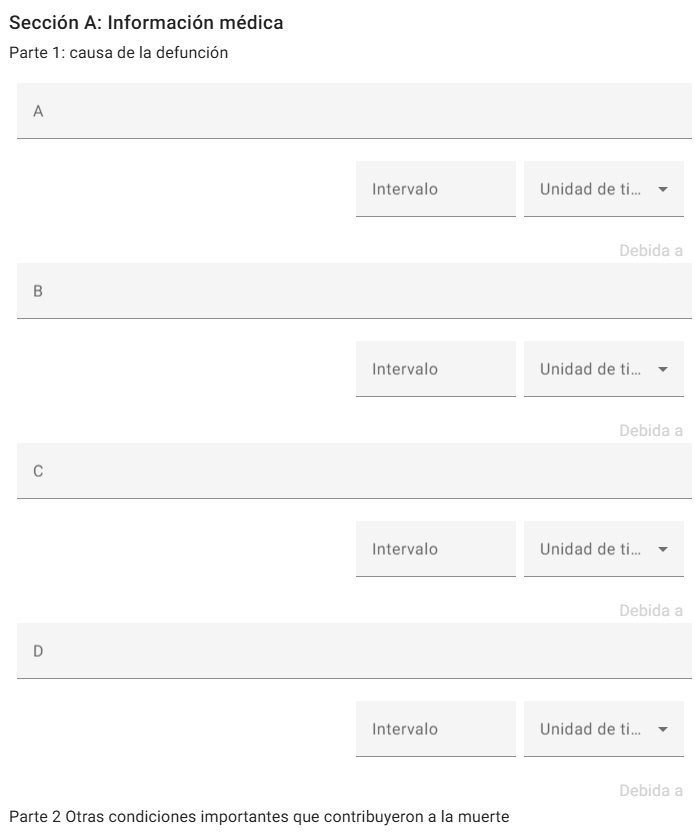 Sección A: Información médica
Parte 1: causa de la defunción
A
Intervalo Unidad de ti...
Debida a
B
Intervalo Unidad de ti...
Debida a
C
Intervalo Unidad de ti...
Debida a
D
Intervalo Unidad de ti...
Debida a
Parte 2 Otras condiciones importantes que contribuyeron a la muerte